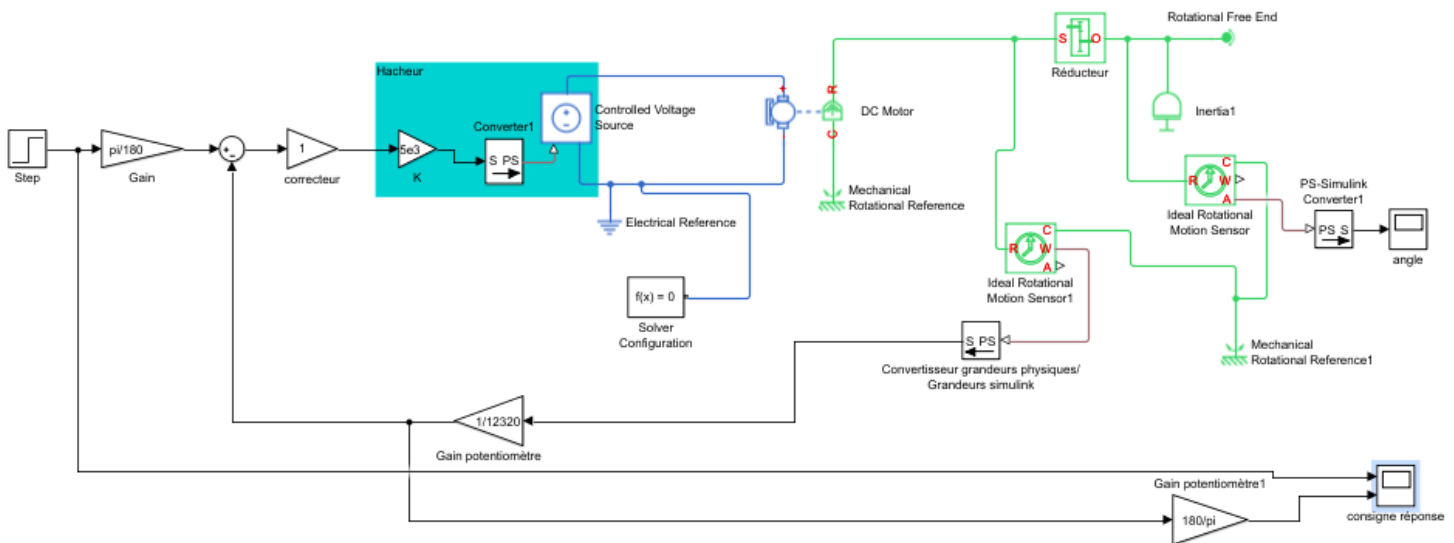 Rotational Free End
S
O
Réducteur
Hacheur
Controlled Voltage
Source
Converter1
+
R
DC Motor
C
Inertia1
+
-
pi/180
1
5e3
S PS
Step
Gain
correcteur
K
Electrical Reference
Mechanical
Rotational Reference
C
R W
A
Ideal Rotational
Motion Sensor
PS-Simulink
Converter1
PS S
angle
C
R W
A
Ideal Rotational
Motion Sensor1
f(x) = 0
Solver
Configuration
S PS
Convertisseur grandeurs physiques/
Grandeurs simulink
Mechanical
Rotational Reference1
1/12320
Gain potentiomètre
Gain potentiomètre1
180/pi
consigne réponse